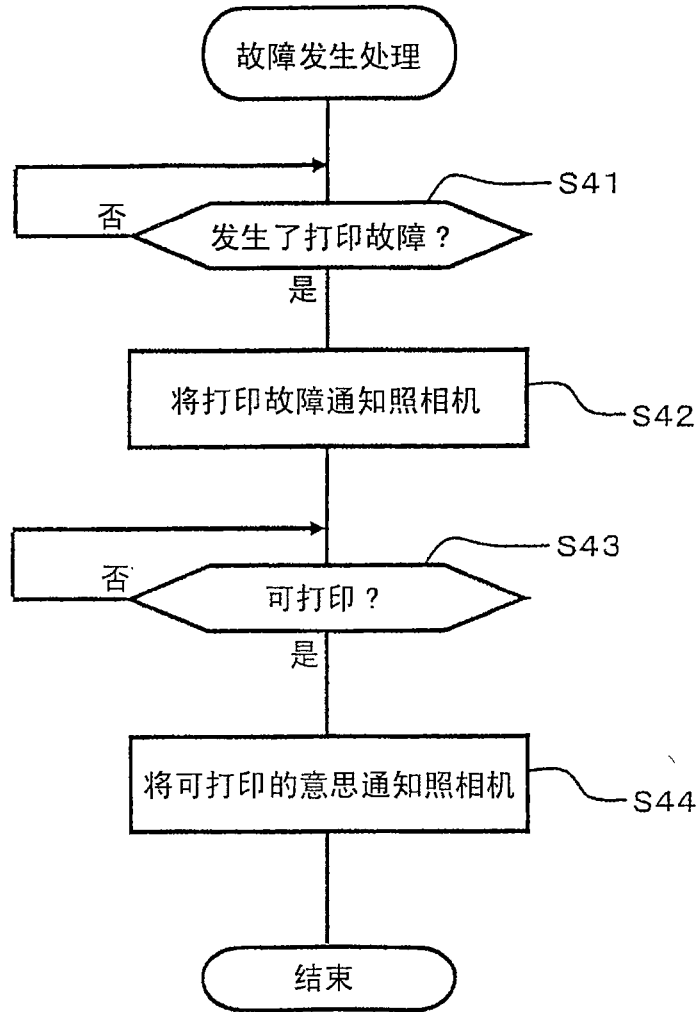 故障发生处理
S41
否
发生了打印故障？
是
将打印故障通知照相机
S42
S43
否
可打印？
是
将可打印的意思通知照相机
S44
结束